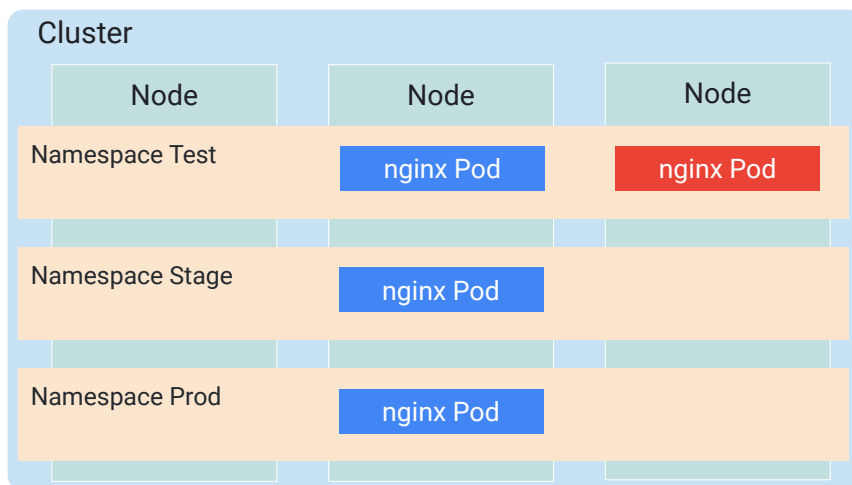 Cluster
Node
Node
Node
Namespace Test
nginx Pod
nginx Pod
Namespace Stage
nginx Pod
Namespace Prod
nginx Pod